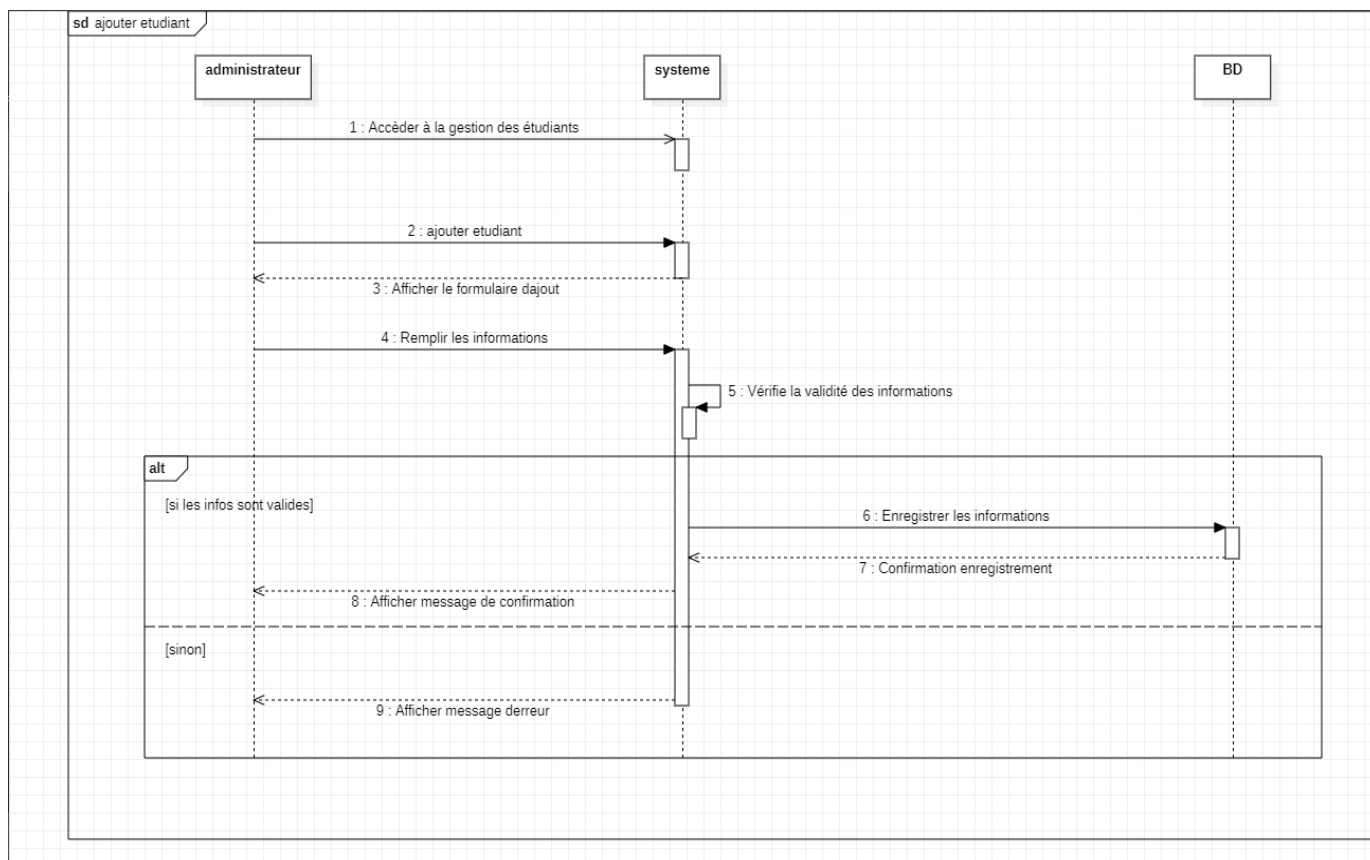 sd ajouter etudiant
administrateur
systeme
BD
1 : Accèder à la gestion des étudiants
2 : ajouter etudiant
3 : Afficher le formulaire dajout
4 : Remplir les informations
5 : Vérifie la validité des informations
alt
[si les infos sont valides]
6 : Enregistrer les informations
7 : Confirmation enregistrement
8 : Afficher message de confirmation
[sinon]
9 : Afficher message derreur